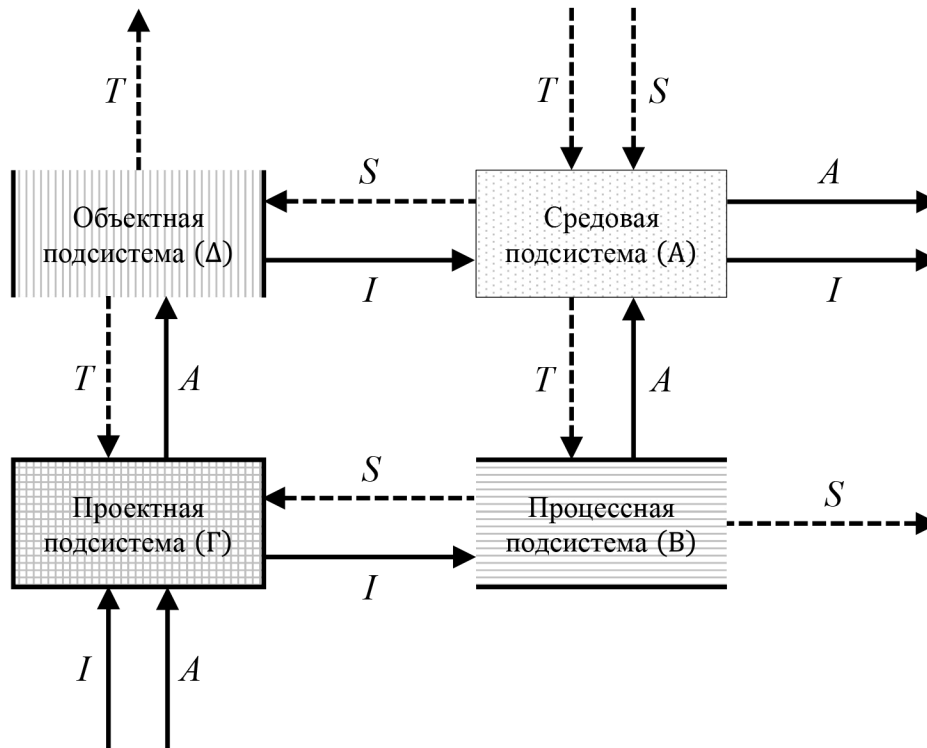 T
T
S
S
A
Объектная
подсистема (Δ)
Средовая
подсистема (А)
I
I
T
A
T
A
S
S
Проектная
подсистема (Г)
Процессная
подсистема (В)
I
I
A